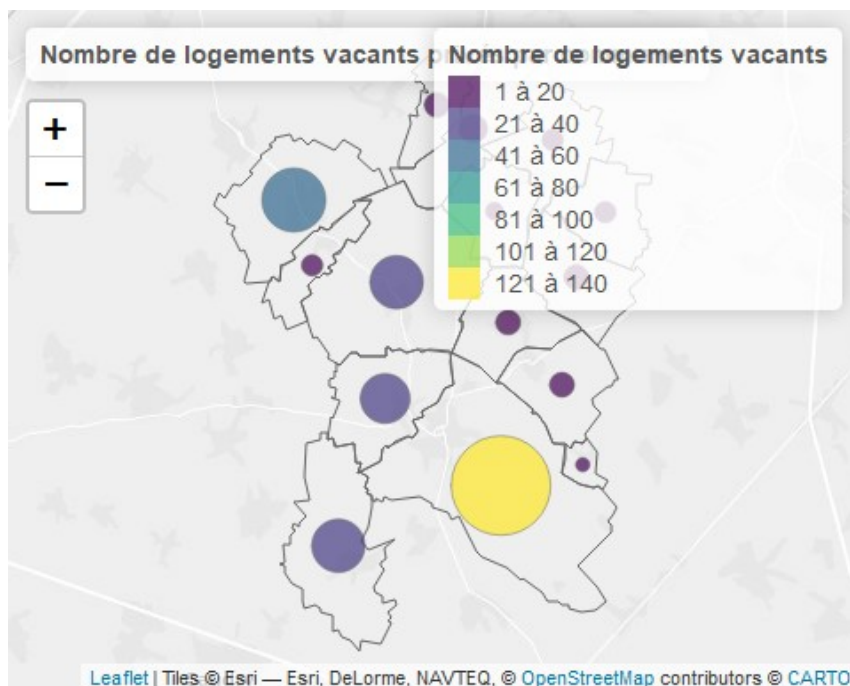 Nombre de logements vacants
Nombre de logements vacants
+
−
1 à 20
21 à 40
41 à 60
61 à 80
81 à 100
101 à 120
121 à 140
Leaflet | Tiles © Esri — Esri, DeLorme, NAVTEQ, © OpenStreetMap contributors © CARTO